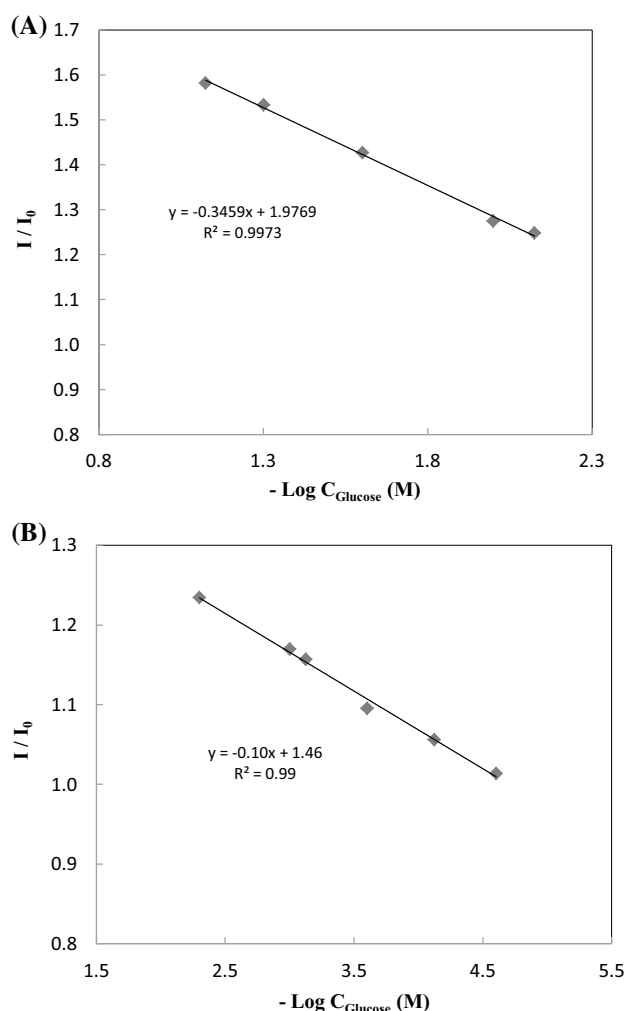 (A)
1.7
1.6
1.5
1.4
1.3
1.2
1.1
1.0
0.9
0.8
I / I0
y = -0.3459x + 1.9769
R² = 0.9973
0.8 1.3 1.8 2.3
- Log CGlucose (M)
(B)
1.3
1.2
1.1
1.0
0.9
0.8
I / I0
y = -0.10x + 1.46
R² = 0.99
1.5 2.5 3.5 4.5 5.5
- Log CGlucose (M)